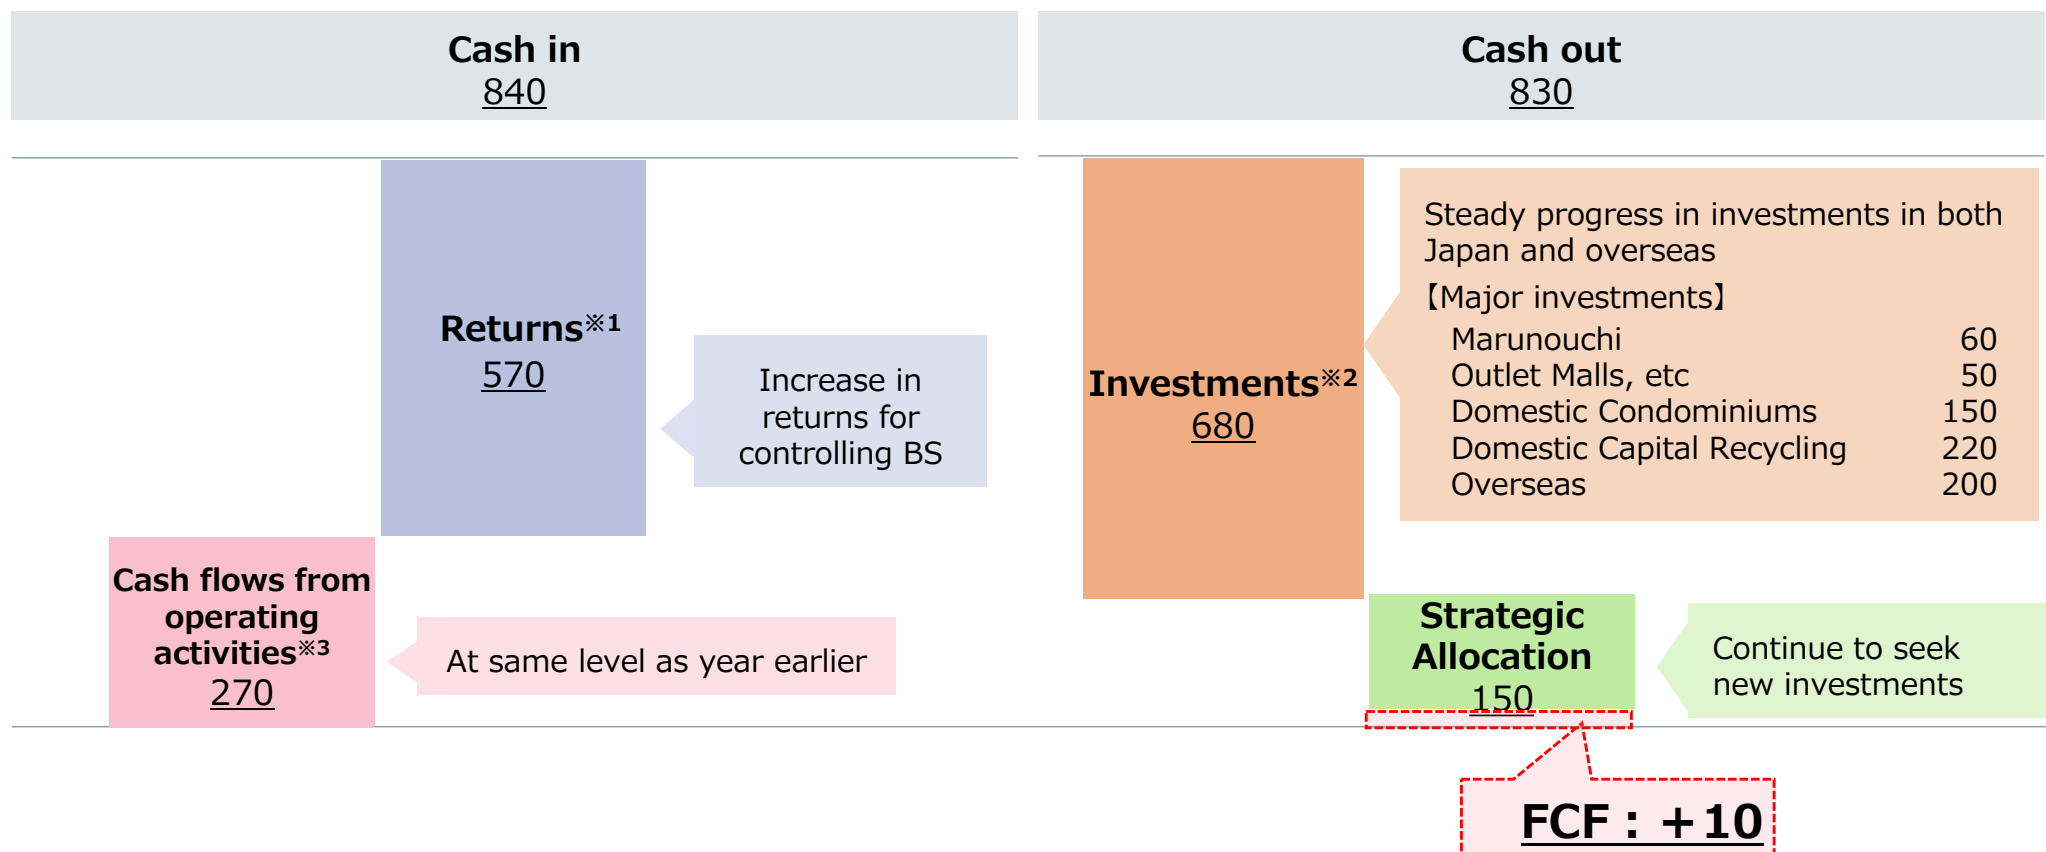 Cash in
840
Cash out
830
Returns※1
570
Increase in
returns for
controlling BS
Cash flows from
operating
activities※3
270
At same level as year earlier
Investments※2
680
Steady progress in investments in both
Japan and overseas
【Major investments】
Marunouchi 60
Outlet Malls, etc 50
Domestic Condominiums 150
Domestic Capital Recycling 220
Overseas 200
Strategic
Allocation
150
Continue to seek
new investments
FCF : +10